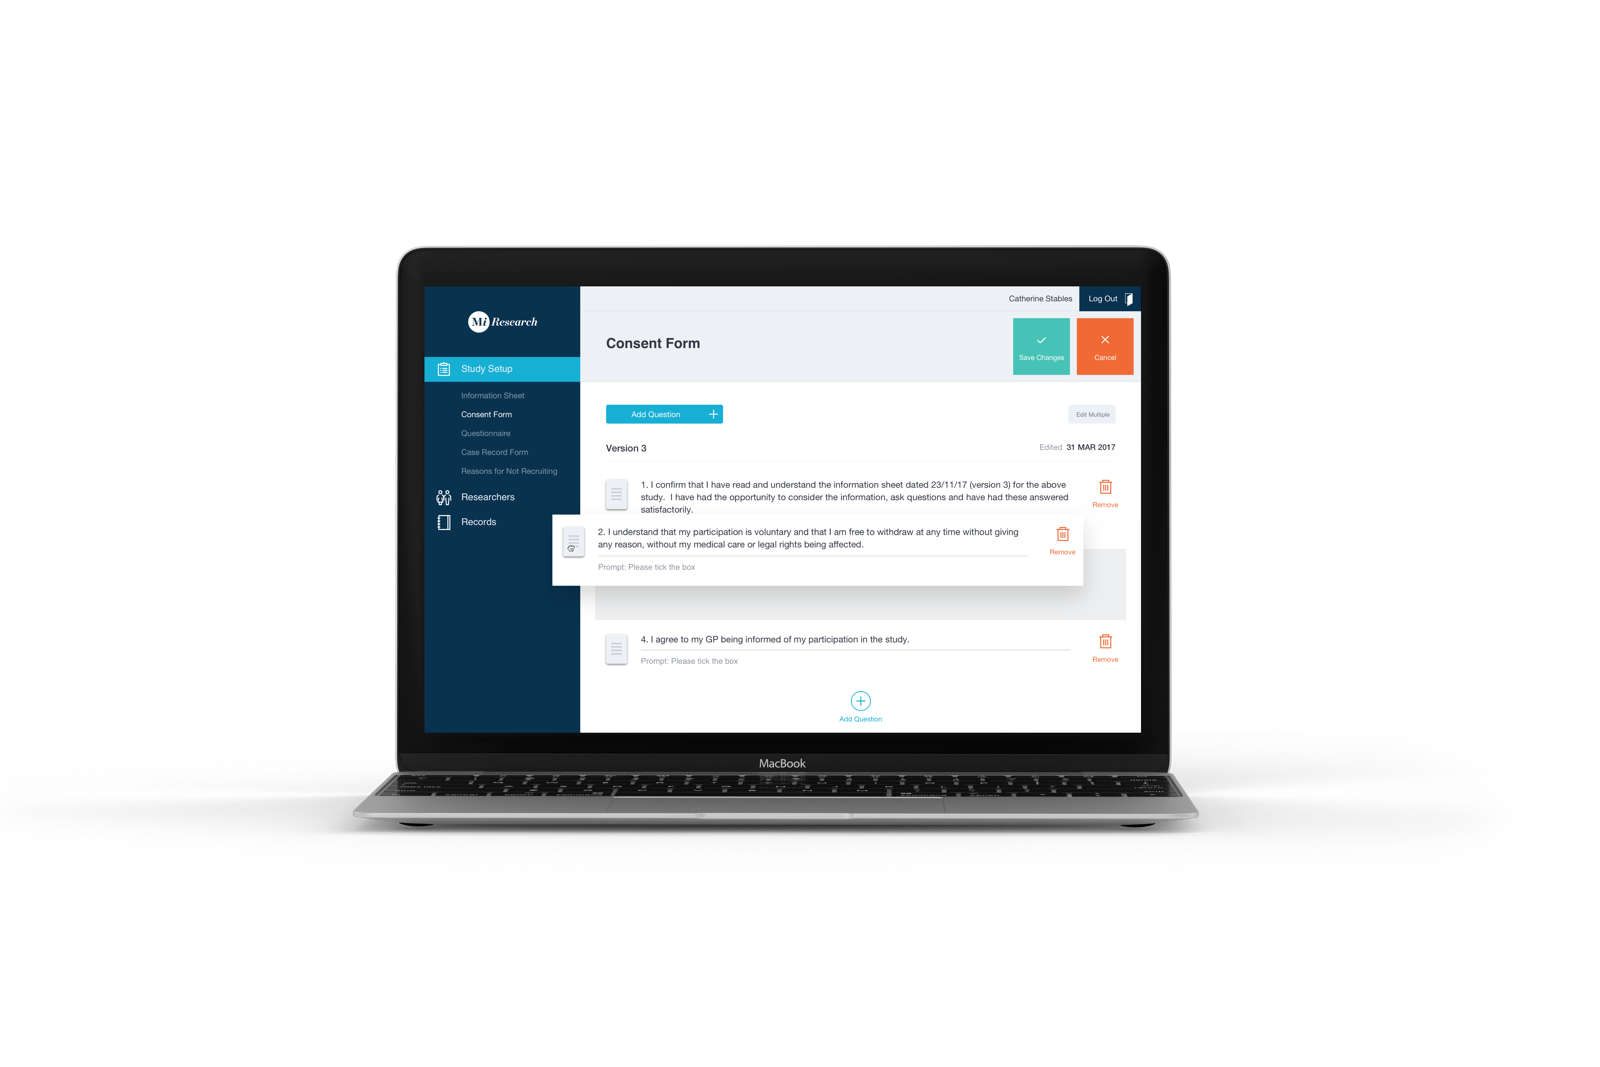 Mi Research
Catherine Stables
Log Out
Consent Form
Save Changes
Cancel
Study Setup
Information Sheet
Consent Form
Questionnaire
Case Record Form
Reasons for Not Recruiting
Researchers
Records
Add Question
Edit Multiple
Version 3
Edited 31 MAR 2017
1. I confirm that I have read and understand the information sheet dated 23/11/17 (version 3) for the above
study. I have had the opportunity to consider the information, ask questions and have had these answered
satisfactorily.
Remove
2. I understand that my participation is voluntary and that I am free to withdraw at any time without giving
any reason, without my medical care or legal rights being affected.
Remove
Prompt: Please tick the box
4. I agree to my GP being informed of my participation in the study.
Remove
Prompt: Please tick the box
Add Question
MacBook